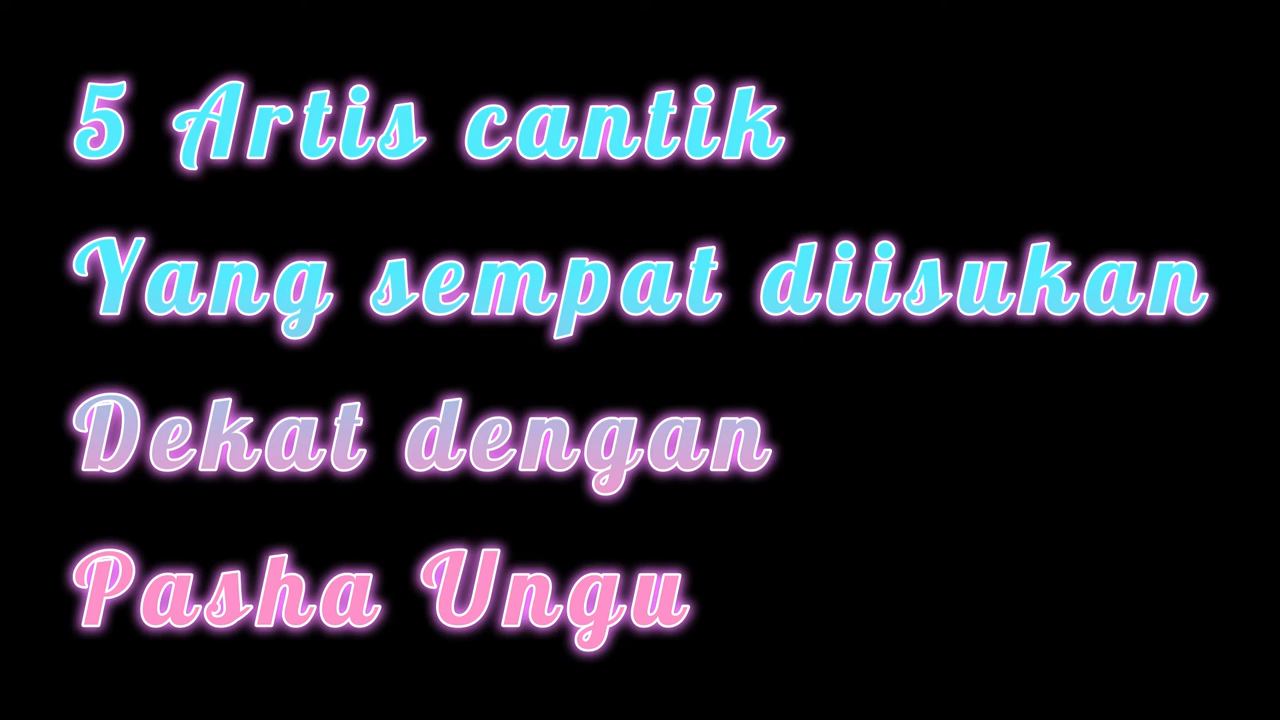 5 Artis cantik
Yang sempat diisukan
Dekat dengan
Pasha Ungu